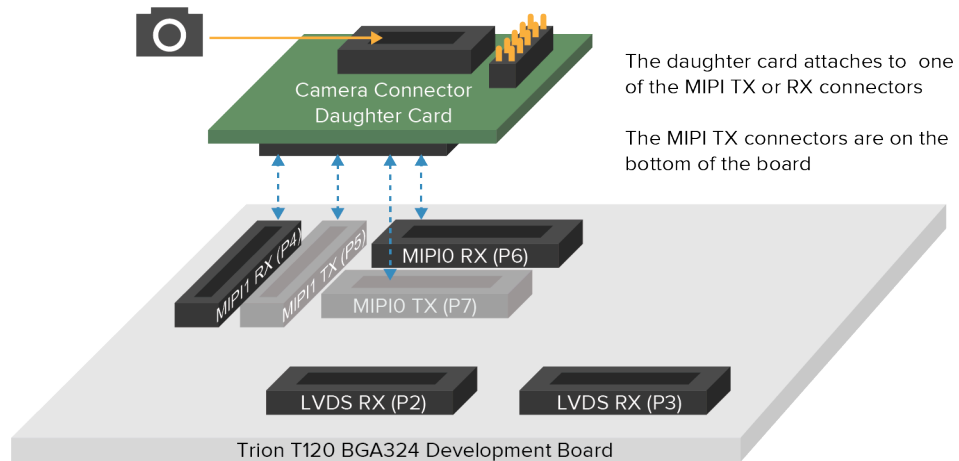 The daughter card attaches to one
of the MIPI TX or RX connectors
The MIPI TX connectors are on the
bottom of the board
Camera Connector
Daughter Card
MIPI1 RX (P4)
MIPI1 TX (P5)
MIPI0 RX (P6)
MIPI0 TX (P7)
LVDS RX (P2)
LVDS RX (P3)
Trion T120 BGA324 Development Board